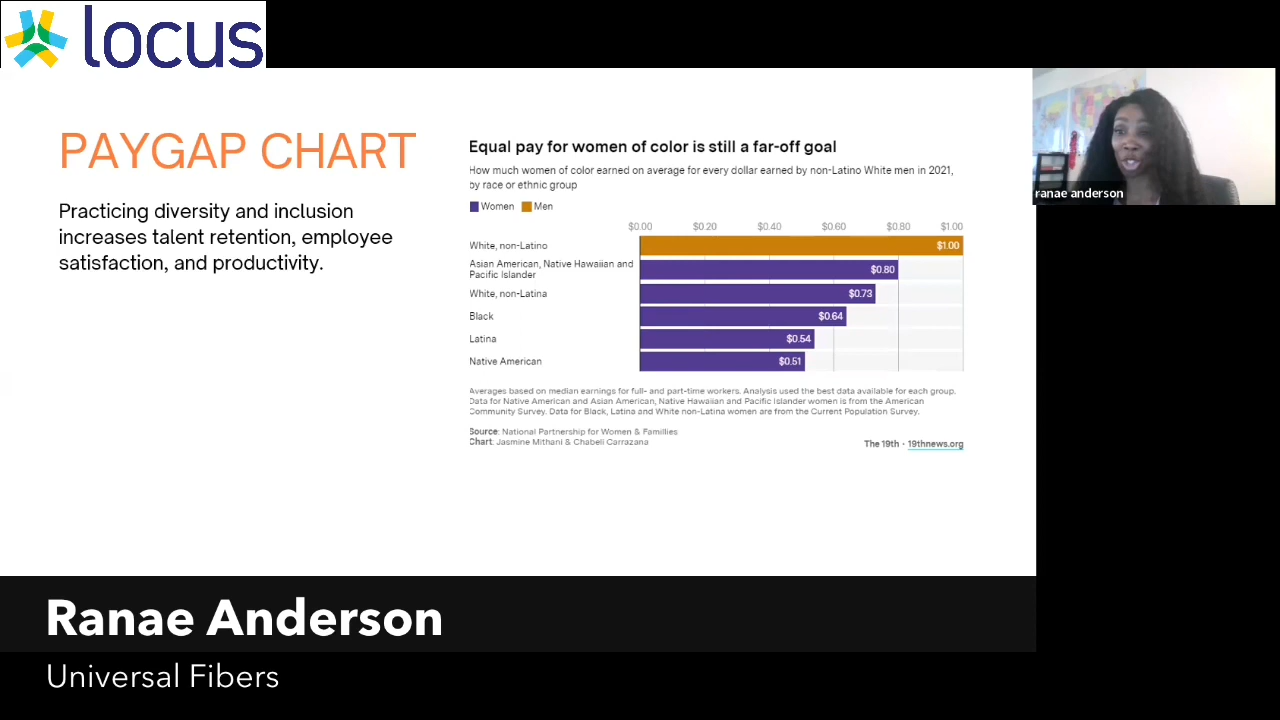 locus
PAYGAP CHART
Practicing diversity and inclusion
increases talent retention, employee
satisfaction, and productivity.
Equal pay for women of color is still a far-off goal
How much women of color earned on average for every dollar earned by non-Latino White men in 2021,
by race or ethnic group
Women Men
$0.00 $0.20 $0.40 $0.60 $0.80 $1.00
White, non-Latino $1.00
Asian American, Native Hawaiian and
Pacific Islander $0.80
White, non-Latina $0.73
Black $0.64
Latina $0.54
Native American $0.51
Averages based on median earnings for full- and part-time workers. Analysis used the best data available for each group.
Data for Native American and Asian American, Native Hawaiian and Pacific Islander women is from the American
Community Survey. Data for Black, Latina and White non-Latina women are from the Current Population Survey.
Source: National Partnership for Women & Famillies
Chart: Jasmine Mithani & Chabeli Carrazana
The 19th · 19thnews.org
ranae anderson
Ranae Anderson
Universal Fibers